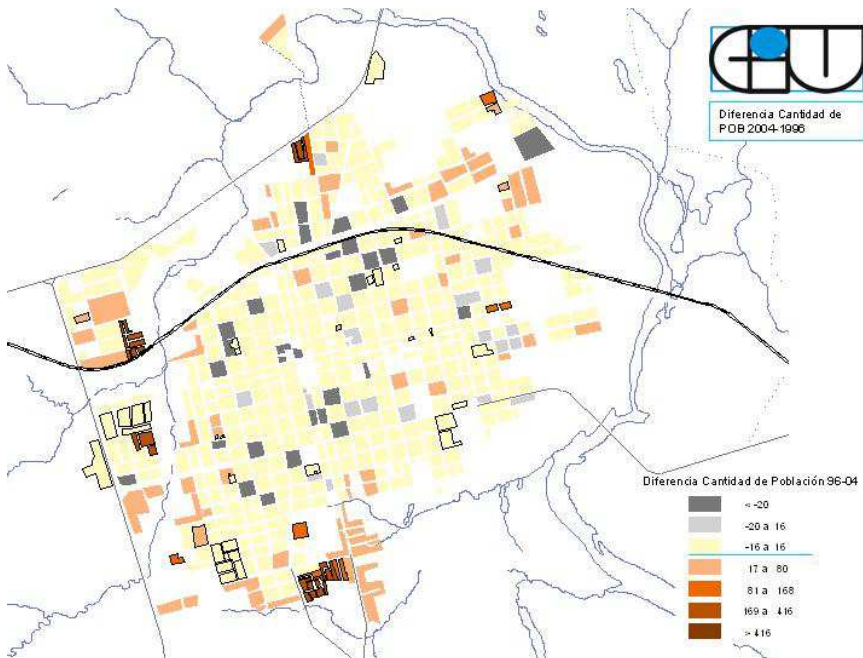 Diferencia Cantidad de
POB 2004-1996
Diferencia Cantidad de Población 96-04
< -20
-20 a 16
-16 a 16
17 a 80
81 a 168
169 a 416
> 416